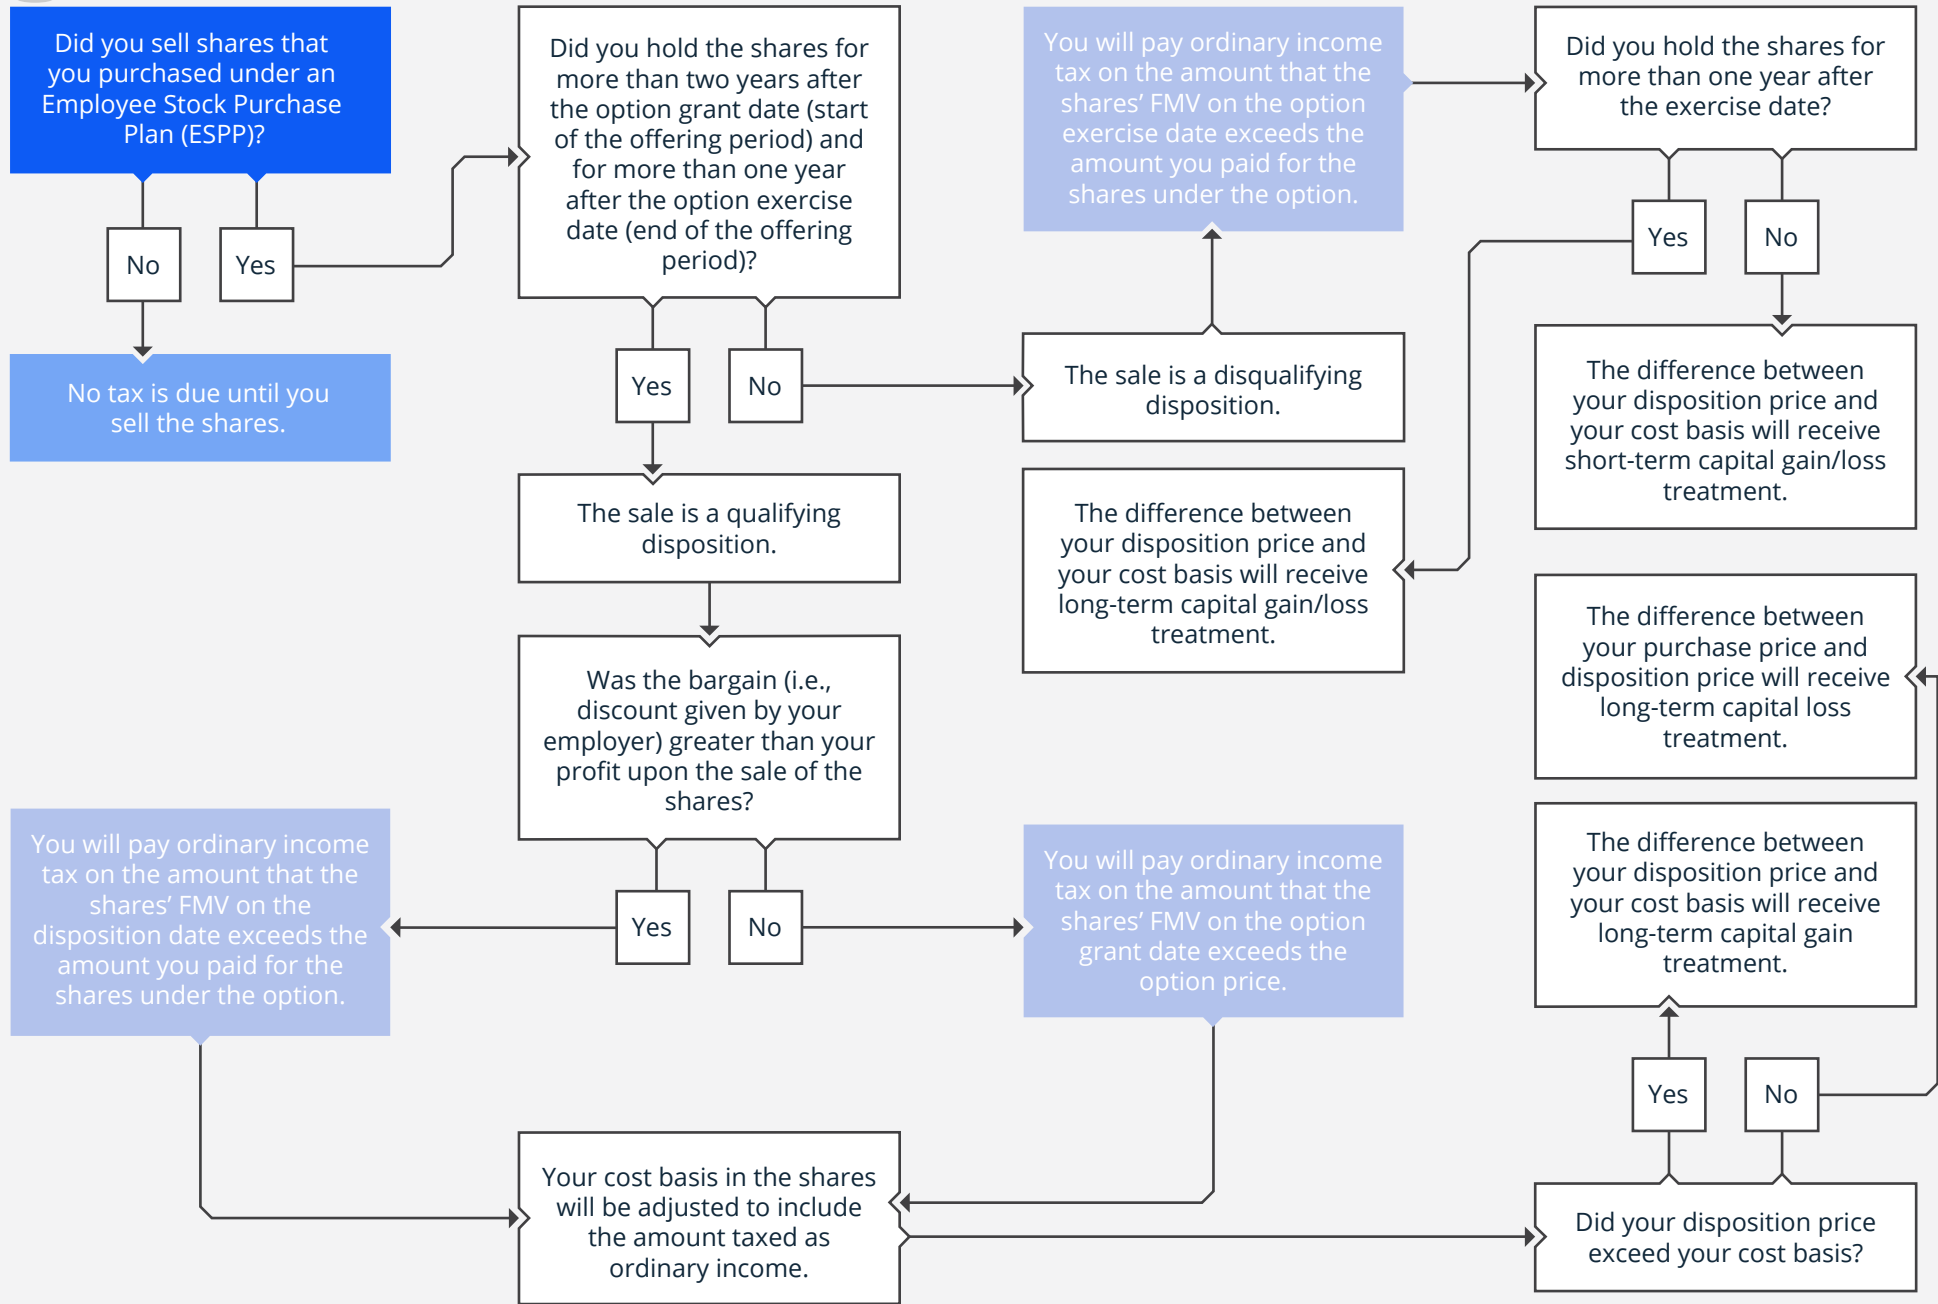 Did you sell shares that
you purchased under an
Employee Stock Purchase
Plan (ESPP)?
No
Yes
No tax is due until you
sell the shares.
Did you hold the shares for
more than two years after
the option grant date (start
of the offering period) and
for more than one year
after the option exercise
date (end of the offering
period)?
Yes
No
The sale is a disqualifying
disposition.
You will pay ordinary income
tax on the amount that the
shares’ FMV on the option
exercise date exceeds the
amount you paid for the
shares under the option.
Did you hold the shares for
more than one year after
the exercise date?
Yes
No
The difference between
your disposition price and
your cost basis will receive
short-term capital gain/loss
treatment.
The difference between
your disposition price and
your cost basis will receive
long-term capital gain/loss
treatment.
The sale is a qualifying
disposition.
Was the bargain (i.e.,
discount given by your
employer) greater than your
profit upon the sale of the
shares?
Yes
No
You will pay ordinary income
tax on the amount that the
shares’ FMV on the
disposition date exceeds the
amount you paid for the
shares under the option.
You will pay ordinary income
tax on the amount that the
shares’ FMV on the option
grant date exceeds the
option price.
Your cost basis in the shares
will be adjusted to include
the amount taxed as
ordinary income.
Did your disposition price
exceed your cost basis?
Yes
No
The difference between
your disposition price and
your cost basis will receive
long-term capital gain
treatment.
The difference between
your purchase price and
disposition price will receive
long-term capital loss
treatment.